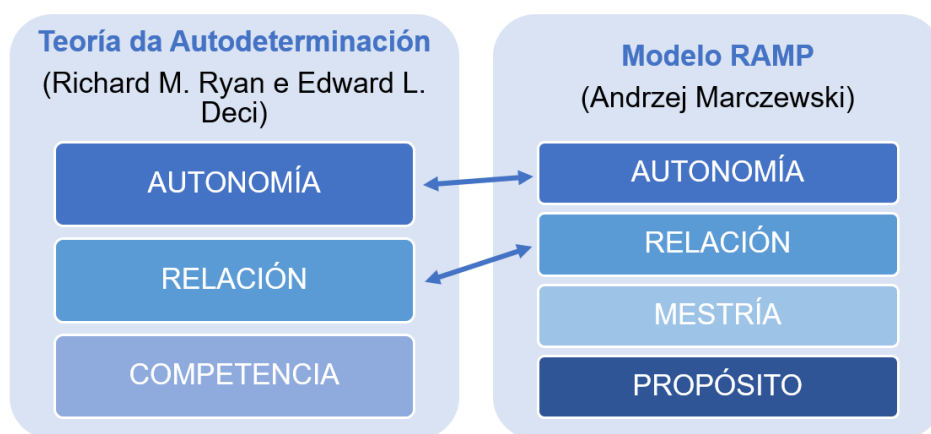 Teoría da Autodeterminación
(Richard M. Ryan e Edward L.
Deci)
AUTONOMÍA
RELACIÓN
COMPETENCIA
Modelo RAMP
(Andrzej Marczewski)
AUTONOMÍA
RELACIÓN
MESTRÍA
PROPÓSITO